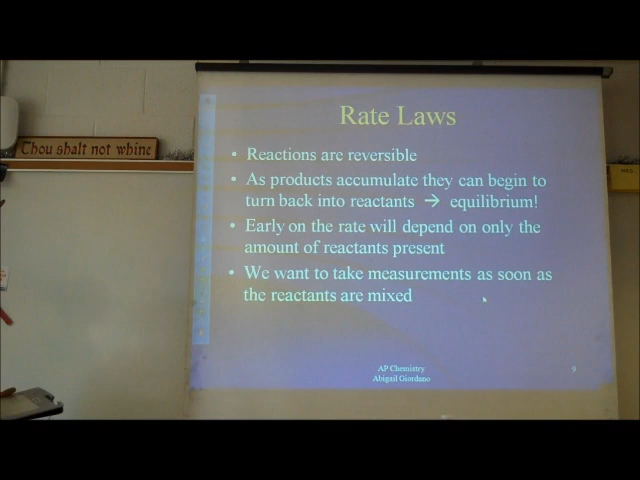 Thou shalt not whine
Rate Laws
• Reactions are reversible
• As products accumulate they can begin to
turn back into reactants → equilibrium!
• Early on the rate will depend on only the
amount of reactants present
• We want to take measurements as soon as
the reactants are mixed
AP Chemistry
Abigail Giordano
9